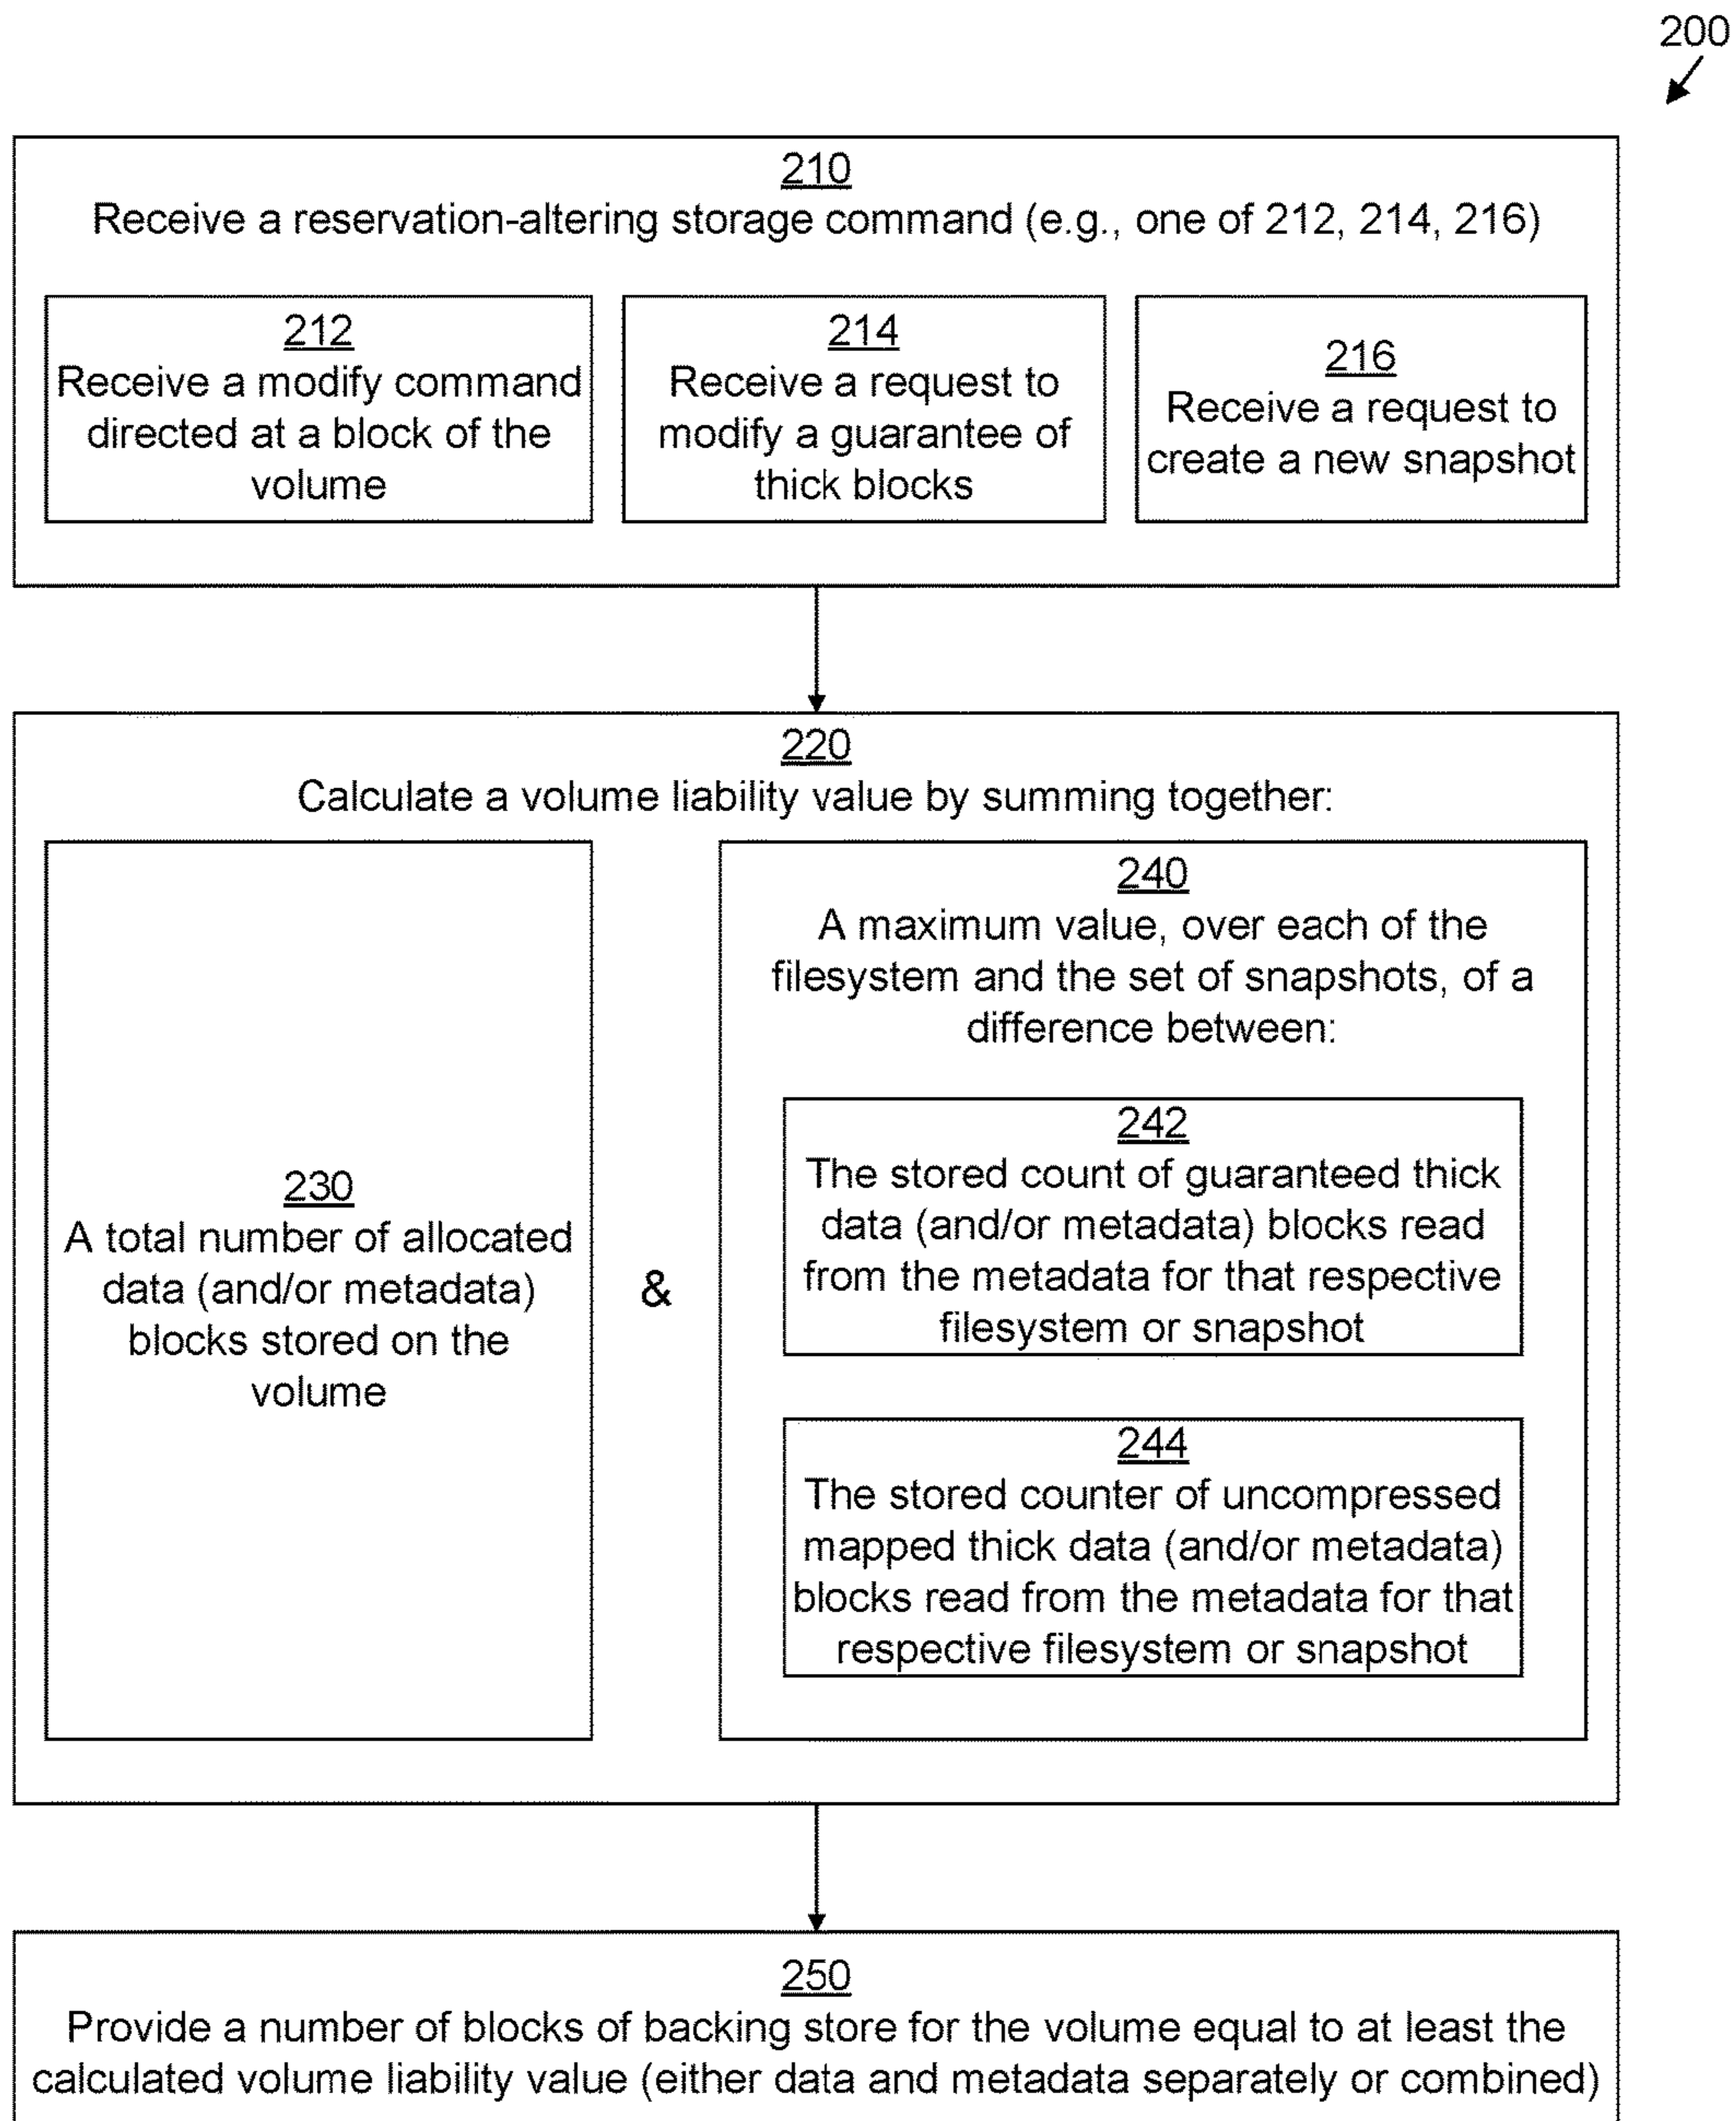 200
210
Receive a reservation-altering storage command (e.g., one of 212, 214, 216)
212
Receive a modify command
directed at a block of the
volume
214
Receive a request to
modify a guarantee of
thick blocks
216
Receive a request to
create a new snapshot
220
Calculate a volume liability value by summing together:
230
A total number of allocated
data (and/or metadata)
blocks stored on the
volume
&
240
A maximum value, over each of the
filesystem and the set of snapshots, of a
difference between:
242
The stored count of guaranteed thick
data (and/or metadata) blocks read
from the metadata for that respective
filesystem or snapshot
244
The stored counter of uncompressed
mapped thick data (and/or metadata)
blocks read from the metadata for that
respective filesystem or snapshot
250
Provide a number of blocks of backing store for the volume equal to at least the
calculated volume liability value (either data and metadata separately or combined)